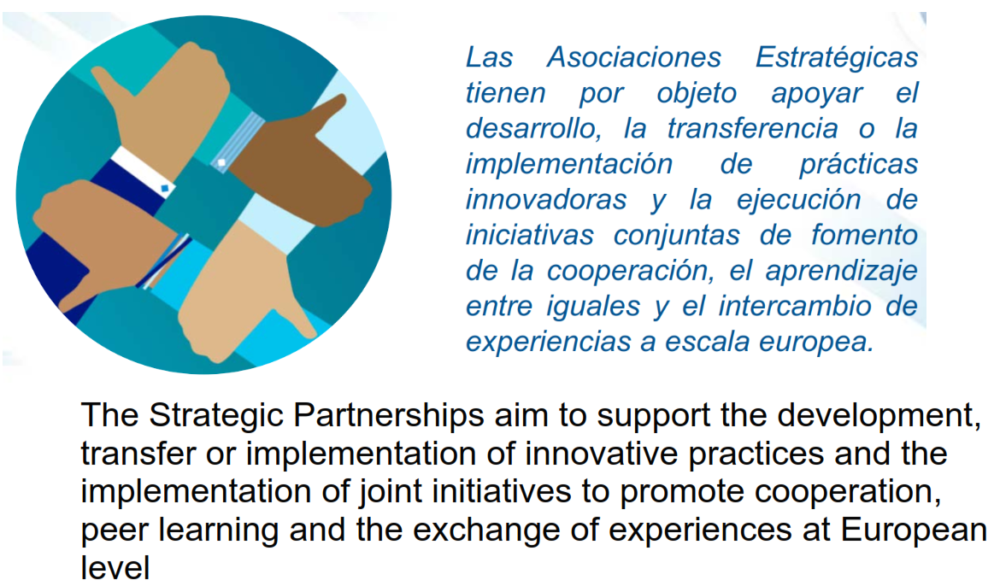 Las Asociaciones Estratégicas
tienen por objeto apoyar el
desarrollo, la transferencia o la
implementación de prácticas
innovadoras y la ejecución de
iniciativas conjuntas de fomento
de la cooperación, el aprendizaje
entre iguales y el intercambio de
experiencias a escala europea.
The Strategic Partnerships aim to support the development,
transfer or implementation of innovative practices and the
implementation of joint initiatives to promote cooperation,
peer learning and the exchange of experiences at European
level